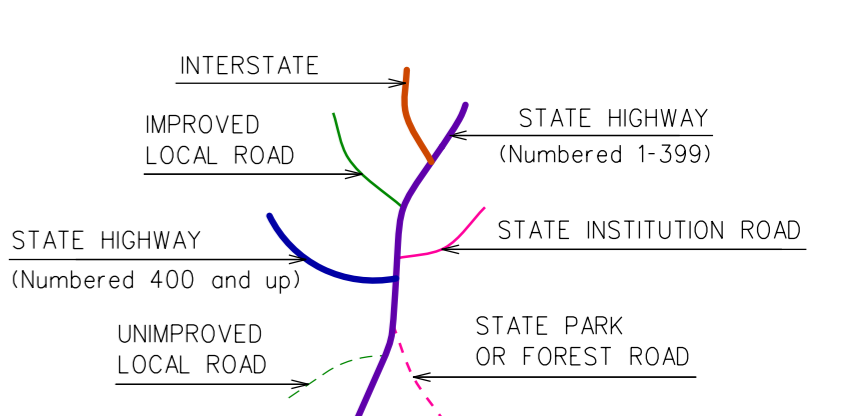 INTERSTATE
STATE HIGHWAY
(Numbered 1-399)
IMPROVED
LOCAL ROAD
STATE HIGHWAY
(Numbered 400 and up)
STATE INSTITUTION ROAD
UNIMPROVED
LOCAL ROAD
STATE PARK
OR FOREST ROAD